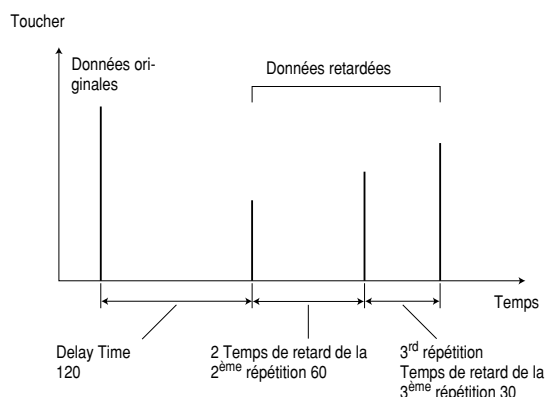 Toucher
Données ori-
ginales
Données retardées
Temps
Delay Time
120
2 Temps de retard de la
2ème répétition 60
3rd répétition
Temps de retard de la
3ème répétition 30